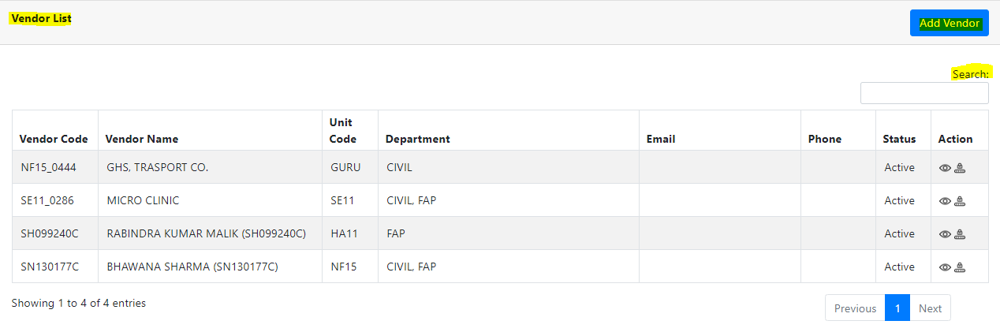 Vendor List
Add Vendor
Search:
Vendor Code Vendor Name Unit Code Department Email Phone Status Action
NF15_0444 GHS, TRASPORT CO. GURU CIVIL Active
SE11_0286 MICRO CLINIC SE11 CIVIL, FAP Active
SH099240C RABINDRA KUMAR MALIK (SH099240C) HA11 FAP Active
SN130177C BHAWANA SHARMA (SN130177C) NF15 CIVIL, FAP Active
Showing 1 to 4 of 4 entries
Previous 1 Next